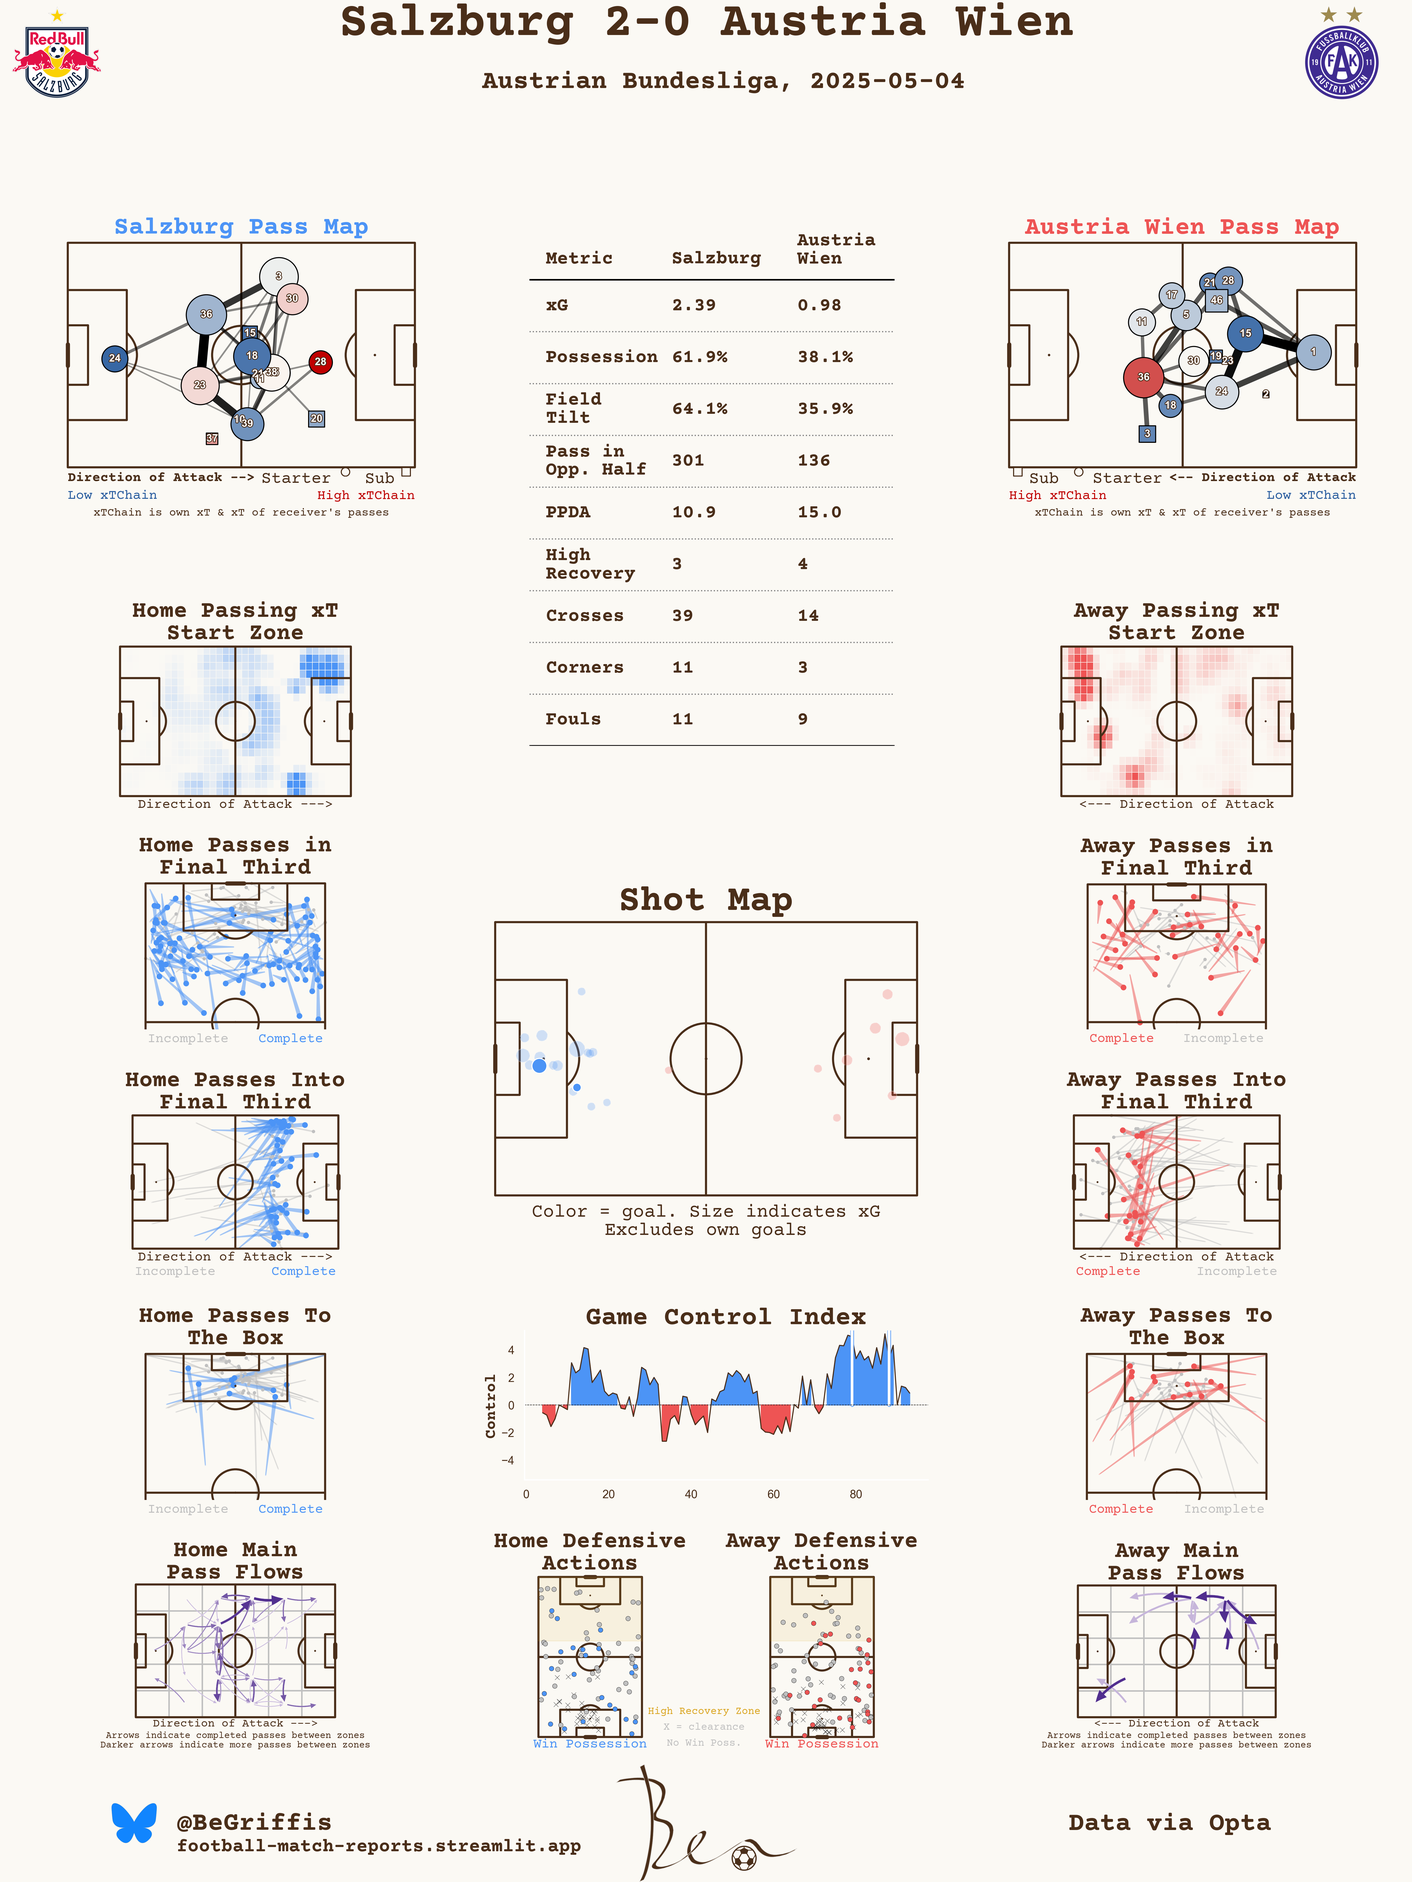 Salzburg 2-0 Austria Wien
Austrian Bundesliga, 2025-05-04
RedBull
SALZBURG
FUSSBALLKLUB
19 FAK 11
AUSTRIA WIEN
Salzburg Pass Map
3
30
36
15
18
24
28
38
11
23
10
39
20
37
Direction of Attack --> Starter Sub
Low xTChain High xTChain
xTChain is own xT & xT of receiver's passes
Metric Salzburg Austria Wien
xG 2.39 0.98
Possession 61.9% 38.1%
Field Tilt 64.1% 35.9%
Pass in Opp. Half 301 136
PPDA 10.9 15.0
High Recovery 3 4
Crosses 39 14
Corners 11 3
Fouls 11 9
Austria Wien Pass Map
21
28
17
46
5
11
15
1
30
19
23
36
24
2
18
3
Sub Starter <-- Direction of Attack
High xTChain Low xTChain
xTChain is own xT & xT of receiver's passes
Home Passing xT
Start Zone
Direction of Attack --->
Away Passing xT
Start Zone
<--- Direction of Attack
Home Passes in
Final Third
Incomplete Complete
Away Passes in
Final Third
Complete Incomplete
Shot Map
Color = goal. Size indicates xG
Excludes own goals
Home Passes Into
Final Third
Direction of Attack --->
Incomplete Complete
Away Passes Into
Final Third
<--- Direction of Attack
Complete Incomplete
Home Passes To
The Box
Incomplete Complete
Game Control Index
Control
4
2
0
−2
−4
0 20 40 60 80
Away Passes To
The Box
Complete Incomplete
Home Main
Pass Flows
Direction of Attack --->
Arrows indicate completed passes between zones
Darker arrows indicate more passes between zones
Home Defensive
Actions
Win Possession
Away Defensive
Actions
Win Possession
High Recovery Zone
X = clearance
No Win Poss.
Away Main
Pass Flows
<--- Direction of Attack
Arrows indicate completed passes between zones
Darker arrows indicate more passes between zones
@BeGriffis
football-match-reports.streamlit.app
Ben
Data via Opta